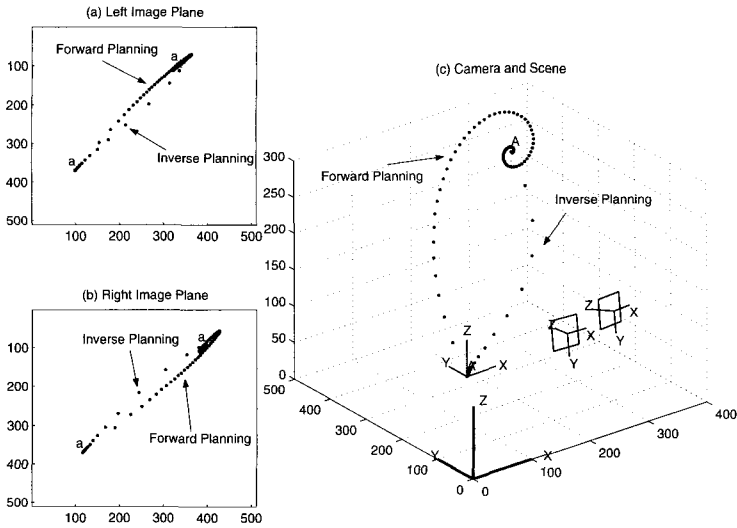 (a) Left Image Plane
Forward Planning
a
100
200
300
400
500
a
Inverse Planning
100 200 300 400 500
(b) Right Image Plane
Inverse Planning
a
100
200
300
400
500
a
Forward Planning
100 200 300 400 500
(c) Camera and Scene
A
Forward Planning
Inverse Planning
300
250
200
150
100
50
0
500
400
300
200
100
0
0
100
200
300
400
Z
Y
X
A
Z
X
Y
Z
X
Y
Z
Y
X